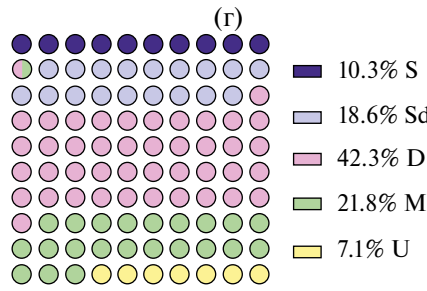 (г)
10.3% S
18.6% Sd
42.3% D
21.8% M
7.1% U